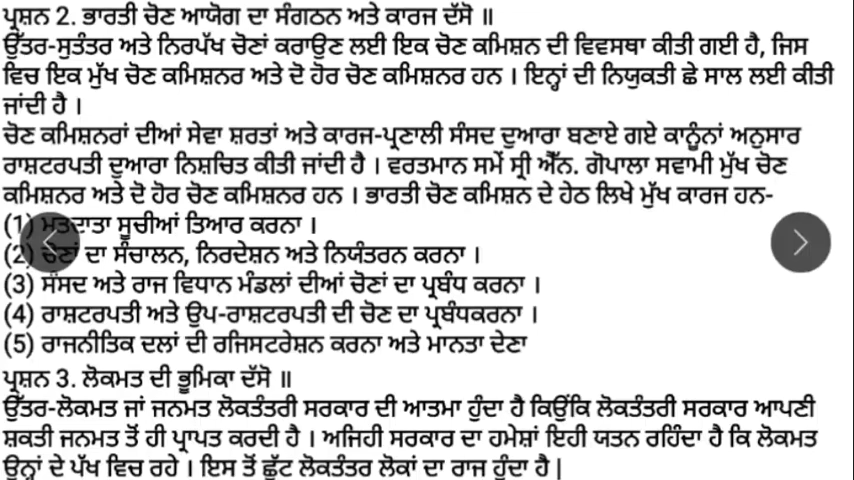 ਪ੍ਰਸ਼ਨ 2. ਭਾਰਤੀ ਚੋਣ ਆਯੋਗ ਦਾ ਸੰਗਠਨ ਅਤੇ ਕਾਰਜ ਦੱਸੋ ॥
ਉੱਤਰ-ਸੁਤੰਤਰ ਅਤੇ ਨਿਰਪੱਖ ਚੋਣਾਂ ਕਰਾਉਣ ਲਈ ਇਕ ਚੋਣ ਕਮਿਸ਼ਨ ਦੀ ਵਿਵਸਥਾ ਕੀਤੀ ਗਈ ਹੈ, ਜਿਸ
ਵਿਚ ਇਕ ਮੁੱਖ ਚੋਣ ਕਮਿਸ਼ਨਰ ਅਤੇ ਦੋ ਹੋਰ ਚੋਣ ਕਮਿਸ਼ਨਰ ਹਨ । ਇਨ੍ਹਾਂ ਦੀ ਨਿਯੁਕਤੀ ਛੇ ਸਾਲ ਲਈ ਕੀਤੀ
ਜਾਂਦੀ ਹੈ ।
ਚੋਣ ਕਮਿਸ਼ਨਰਾਂ ਦੀਆਂ ਸੇਵਾ ਸ਼ਰਤਾਂ ਅਤੇ ਕਾਰਜ-ਪ੍ਰਣਾਲੀ ਸੰਸਦ ਦੁਆਰਾ ਬਣਾਏ ਗਏ ਕਾਨੂੰਨਾਂ ਅਨੁਸਾਰ
ਰਾਸ਼ਟਰਪਤੀ ਦੁਆਰਾ ਨਿਸ਼ਚਿਤ ਕੀਤੀ ਜਾਂਦੀ ਹੈ । ਵਰਤਮਾਨ ਸਮੇਂ ਸ੍ਰੀ ਐੱਨ. ਗੋਪਾਲਾ ਸਵਾਮੀ ਮੁੱਖ ਚੋਣ
ਕਮਿਸ਼ਨਰ ਅਤੇ ਦੋ ਹੋਰ ਚੋਣ ਕਮਿਸ਼ਨਰ ਹਨ । ਭਾਰਤੀ ਚੋਣ ਕਮਿਸ਼ਨ ਦੇ ਹੇਠ ਲਿਖੇ ਮੁੱਖ ਕਾਰਜ ਹਨ-
(1) ਮਤਦਾਤਾ ਸੂਚੀਆਂ ਤਿਆਰ ਕਰਨਾ ।
(2) ਚੋਣਾਂ ਦਾ ਸੰਚਾਲਨ, ਨਿਰਦੇਸ਼ਨ ਅਤੇ ਨਿਯੰਤਰਨ ਕਰਨਾ ।
(3) ਸੰਸਦ ਅਤੇ ਰਾਜ ਵਿਧਾਨ ਮੰਡਲਾਂ ਦੀਆਂ ਚੋਣਾਂ ਦਾ ਪ੍ਰਬੰਧ ਕਰਨਾ ।
(4) ਰਾਸ਼ਟਰਪਤੀ ਅਤੇ ਉਪ-ਰਾਸ਼ਟਰਪਤੀ ਦੀ ਚੋਣ ਦਾ ਪ੍ਰਬੰਧਕਰਨਾ ।
(5) ਰਾਜਨੀਤਿਕ ਦਲਾਂ ਦੀ ਰਜਿਸਟਰੇਸ਼ਨ ਕਰਨਾ ਅਤੇ ਮਾਨਤਾ ਦੇਣਾ
ਪ੍ਰਸ਼ਨ 3. ਲੋਕਮਤ ਦੀ ਭੂਮਿਕਾ ਦੱਸੋ ॥
ਉੱਤਰ-ਲੋਕਮਤ ਜਾਂ ਜਨਮਤ ਲੋਕਤੰਤਰੀ ਸਰਕਾਰ ਦੀ ਆਤਮਾ ਹੁੰਦਾ ਹੈ ਕਿਉਂਕਿ ਲੋਕਤੰਤਰੀ ਸਰਕਾਰ ਆਪਣੀ
ਸ਼ਕਤੀ ਜਨਮਤ ਤੋਂ ਹੀ ਪ੍ਰਾਪਤ ਕਰਦੀ ਹੈ । ਅਜਿਹੀ ਸਰਕਾਰ ਦਾ ਹਮੇਸ਼ਾਂ ਇਹੀ ਯਤਨ ਰਹਿੰਦਾ ਹੈ ਕਿ ਲੋਕਮਤ
ਉਨ੍ਹਾਂ ਦੇ ਪੱਖ ਵਿਚ ਰਹੇ । ਇਸ ਤੋਂ ਛੁੱਟ ਲੋਕਤੰਤਰ ਲੋਕਾਂ ਦਾ ਰਾਜ ਹੁੰਦਾ ਹੈ |